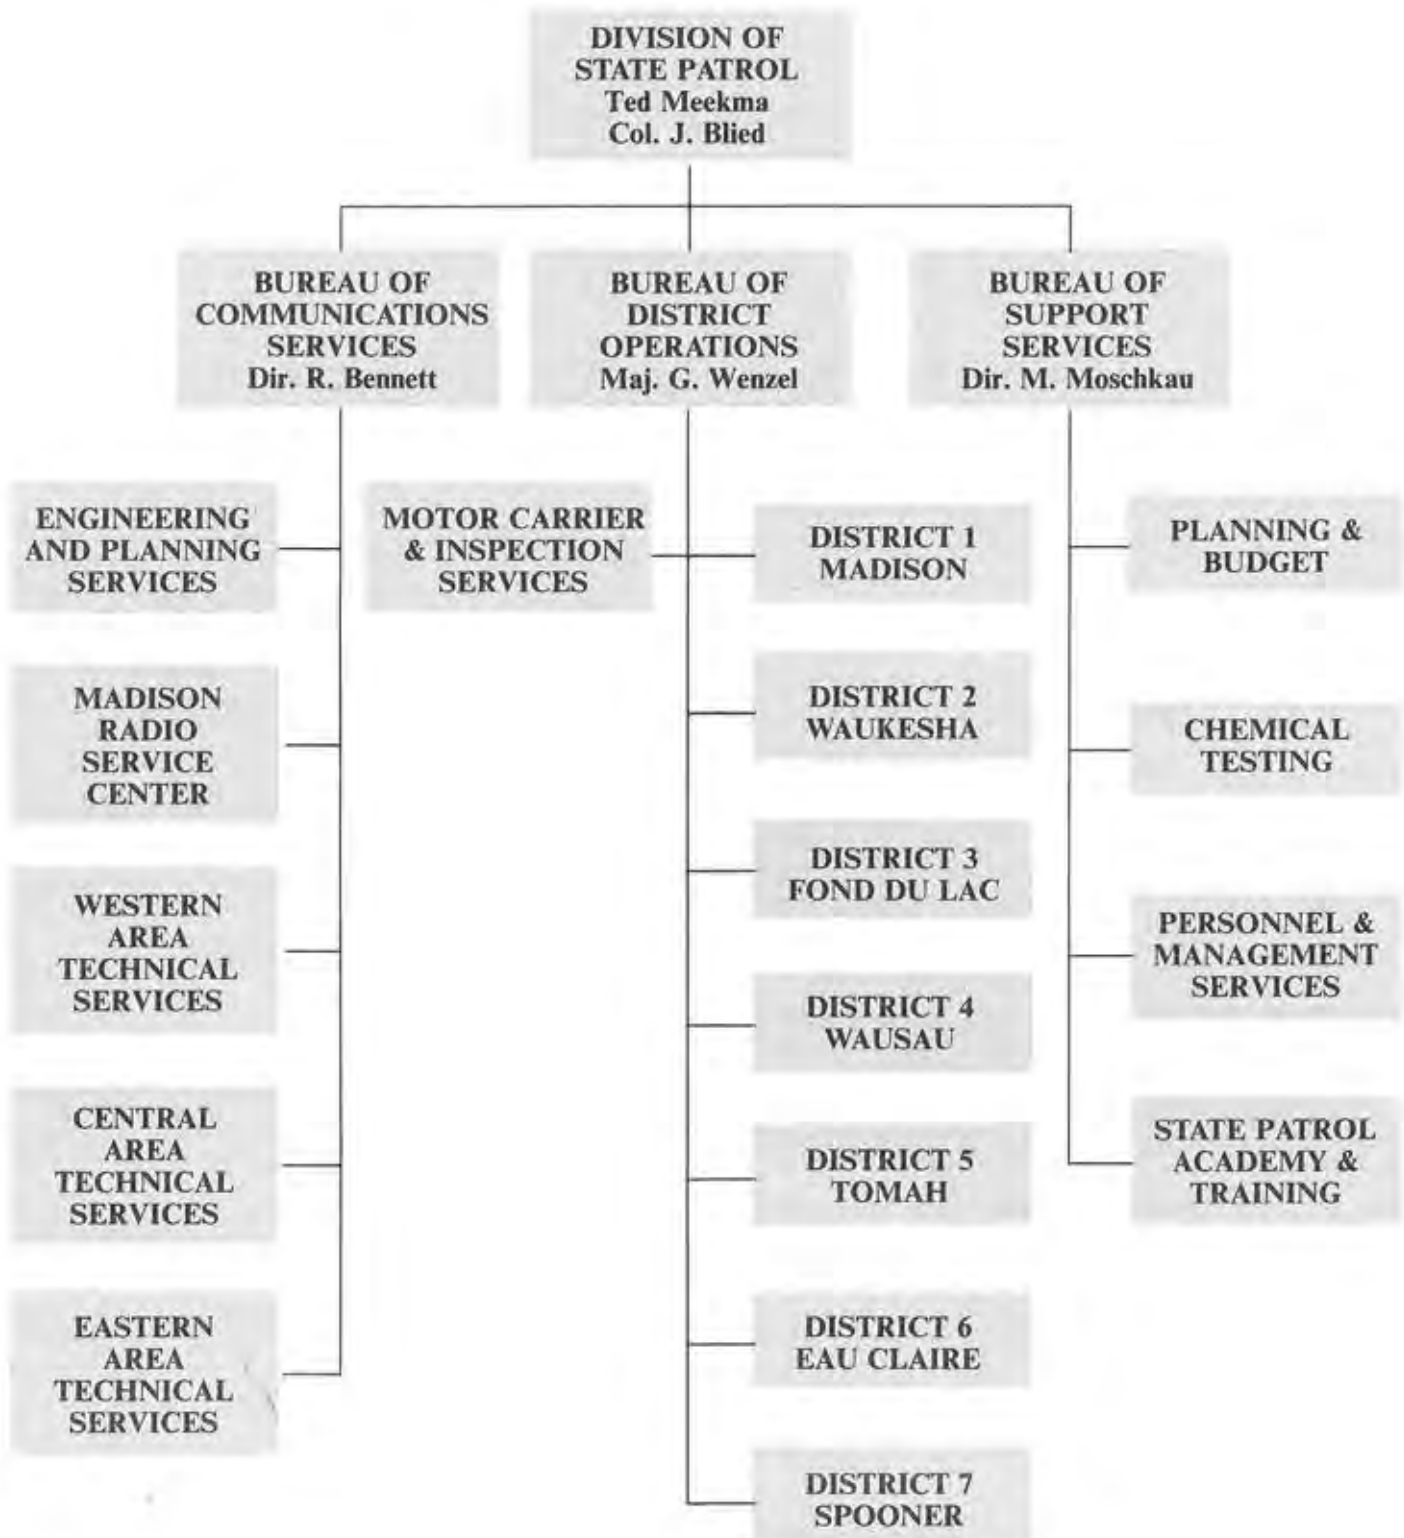 DIVISION OF
STATE PATROL
Ted Meekma
Col. J. Blied
BUREAU OF
COMMUNICATIONS
SERVICES
Dir. R. Bennett
BUREAU OF
DISTRICT
OPERATIONS
Maj. G. Wenzel
BUREAU OF
SUPPORT
SERVICES
Dir. M. Moschkau
ENGINEERING
AND PLANNING
SERVICES
MADISON
RADIO
SERVICE
CENTER
WESTERN
AREA
TECHNICAL
SERVICES
CENTRAL
AREA
TECHNICAL
SERVICES
EASTERN
AREA
TECHNICAL
SERVICES
MOTOR CARRIER
& INSPECTION
SERVICES
DISTRICT 1
MADISON
DISTRICT 2
WAUKESHA
DISTRICT 3
FOND DU LAC
DISTRICT 4
WAUSAU
DISTRICT 5
TOMAH
DISTRICT 6
EAU CLAIRE
DISTRICT 7
SPOONER
PLANNING &
BUDGET
CHEMICAL
TESTING
PERSONNEL &
MANAGEMENT
SERVICES
STATE PATROL
ACADEMY &
TRAINING